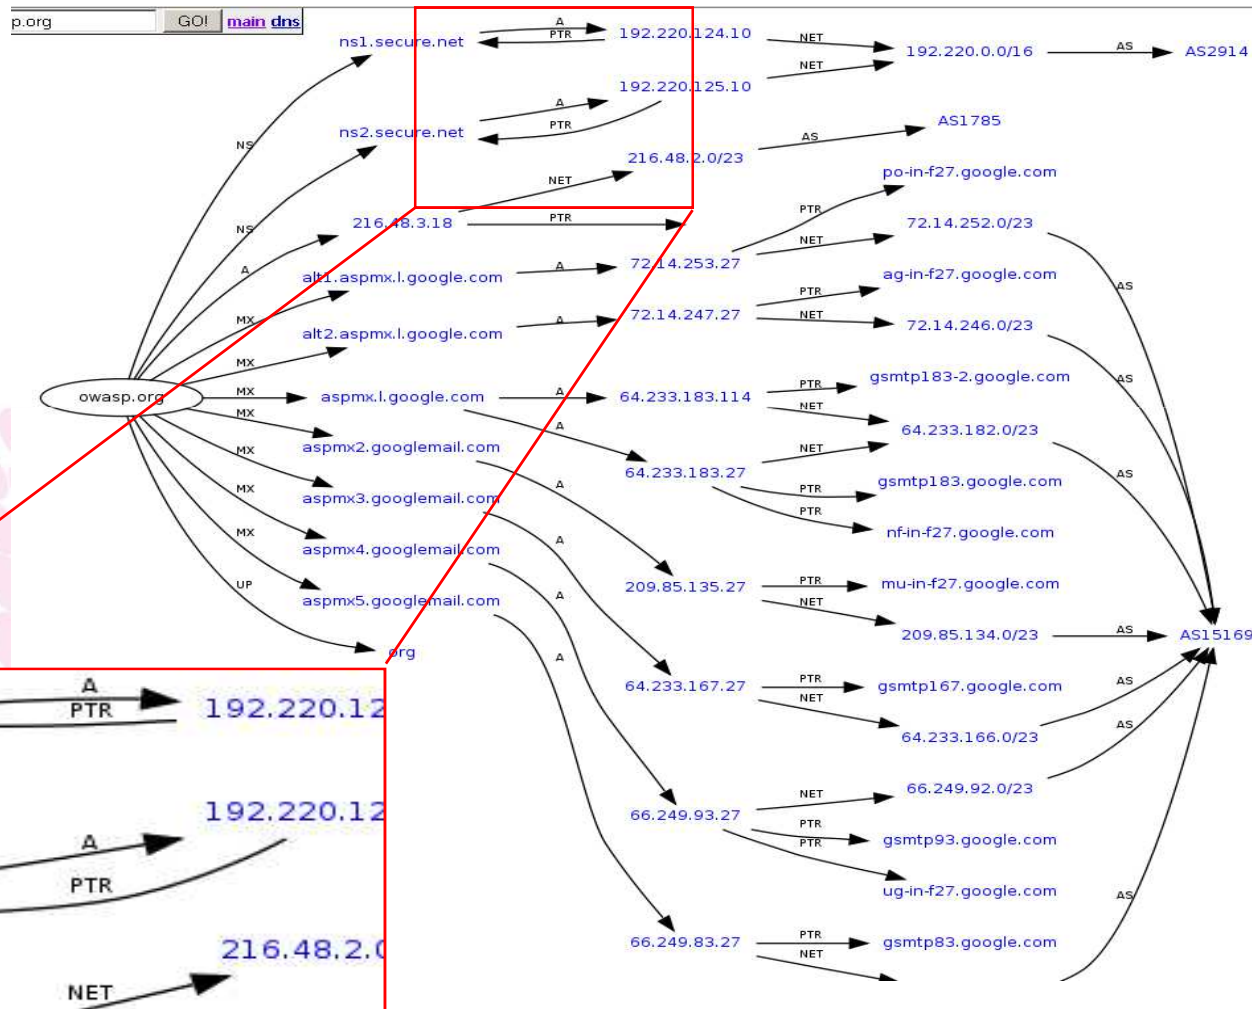 p.org GO! main dns
ns1.secure.net
A
PTR
192.220.124.10
NET
192.220.0.0/16
AS
AS2914
NET
192.220.125.10
NS
ns2.secure.net
A
PTR
AS1785
AS
216.48.2.0/23
NET
po-in-f27.google.com
NS
216.48.3.18
PTR
PTR
72.14.252.0/23
NET
A
alt1.aspmx.l.google.com
A
72.14.253.27
ag-in-f27.google.com
PTR
AS
MX
alt2.aspmx.l.google.com
A
72.14.247.27
NET
72.14.246.0/23
MX
owasp.org
MX
aspmx.l.google.com
A
64.233.183.114
PTR
gsmtp183-2.google.com
AS
NET
MX
A
64.233.182.0/23
aspmx2.googlemail.com
MX
64.233.183.27
NET
gsmtp183.google.com
AS
PTR
MX
aspmx3.googlemail.com
A
PTR
nf-in-f27.google.com
MX
aspmx4.googlemail.com
A
209.85.135.27
PTR
mu-in-f27.google.com
UP
aspmx5.googlemail.com
A
NET
209.85.134.0/23
AS
AS15169
org
A
64.233.167.27
PTR
gsmtp167.google.com
AS
NET
64.233.166.0/23
AS
66.249.92.0/23
NET
66.249.93.27
PTR
gsmtp93.google.com
PTR
ug-in-f27.google.com
AS
66.249.83.27
PTR
gsmtp83.google.com
NET
A
PTR
192.220.12
192.220.12
A
PTR
216.48.2.0
NET